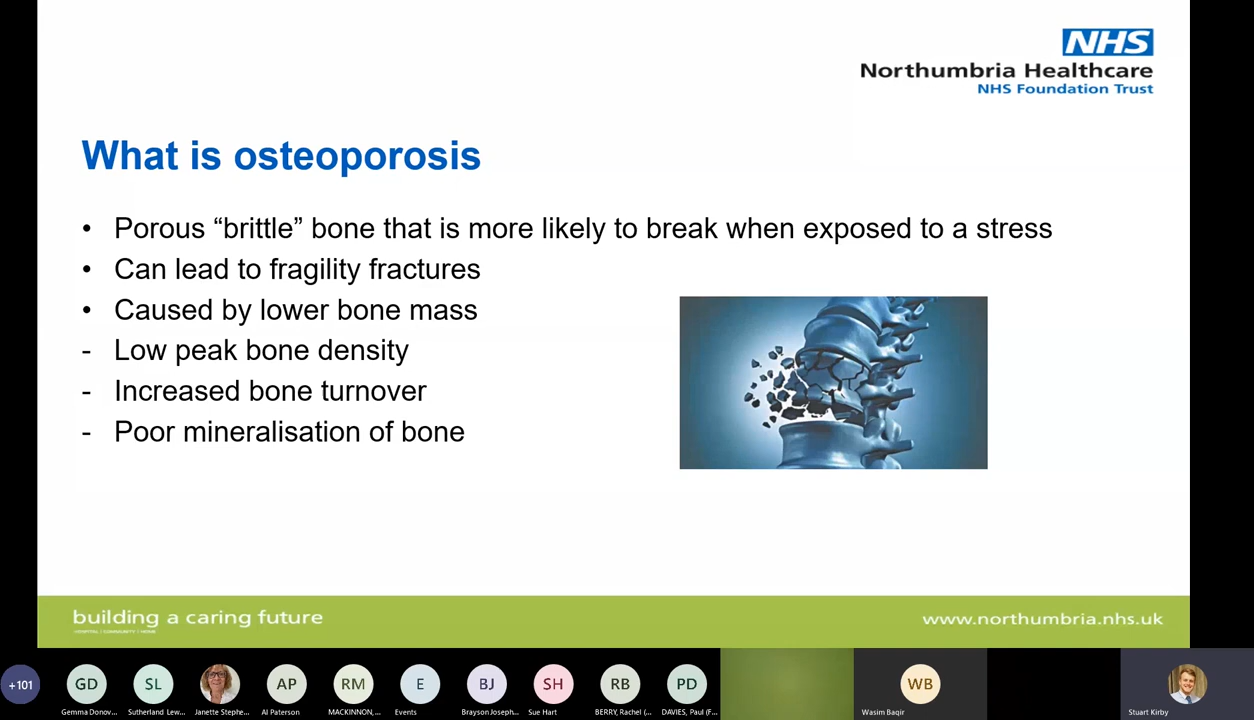 NHS
Northumbria Healthcare
NHS Foundation Trust
What is osteoporosis
• Porous “brittle” bone that is more likely to break when exposed to a stress
• Can lead to fragility fractures
• Caused by lower bone mass
- Low peak bone density
- Increased bone turnover
- Poor mineralisation of bone
building a caring future
HOSPITAL | COMMUNITY | HOME
www.northumbria.nhs.uk
+101
GD
SL
AP
RM
E
BJ
SH
RB
PD
WB
Gemma Donov...
Sutherland Lew...
Janette Stephe...
Al Paterson
MACKINNON,...
Events
Brayson Joseph...
Sue Hart
BERRY, Rachel (...
DAVIES, Paul (F...
Wasim Baqir
Stuart Kirby